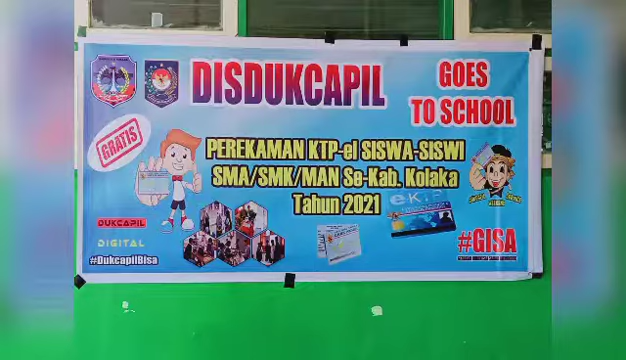 DISDUKCAPIL
GOES
TO SCHOOL
GRATIS
PEREKAMAN KTP-el SISWA-SISWI
SMA/SMK/MAN Se-Kab. Kolaka
Tahun 2021
DUKCAPIL
DIGITAL
#DukcapilBisa
#GISA